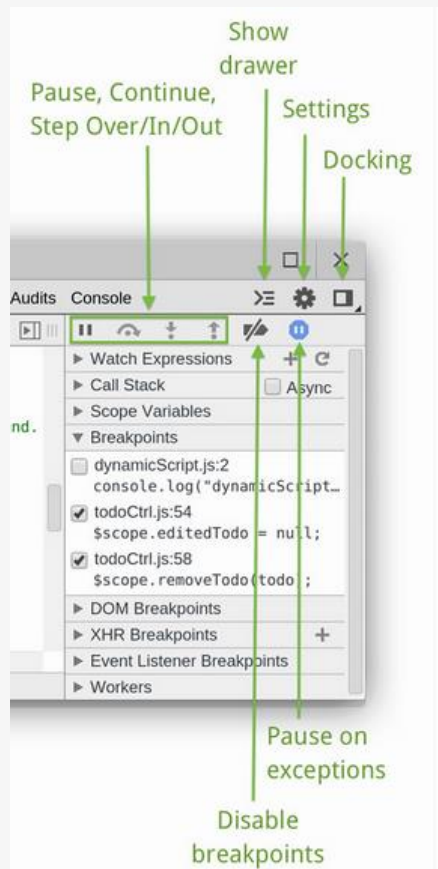 Show
drawer
Pause, Continue,
Step Over/In/Out
Settings
Docking
Audits Console
Watch Expressions
Call Stack
Async
Scope Variables
nd.
Breakpoints
dynamicScript.js:2
console.log("dynamicScript…
todoCtrl.js:54
$scope.editedTodo = null;
todoCtrl.js:58
$scope.removeTodo(todo);
DOM Breakpoints
XHR Breakpoints
Event Listener Breakpoints
Workers
Pause on
exceptions
Disable
breakpoints